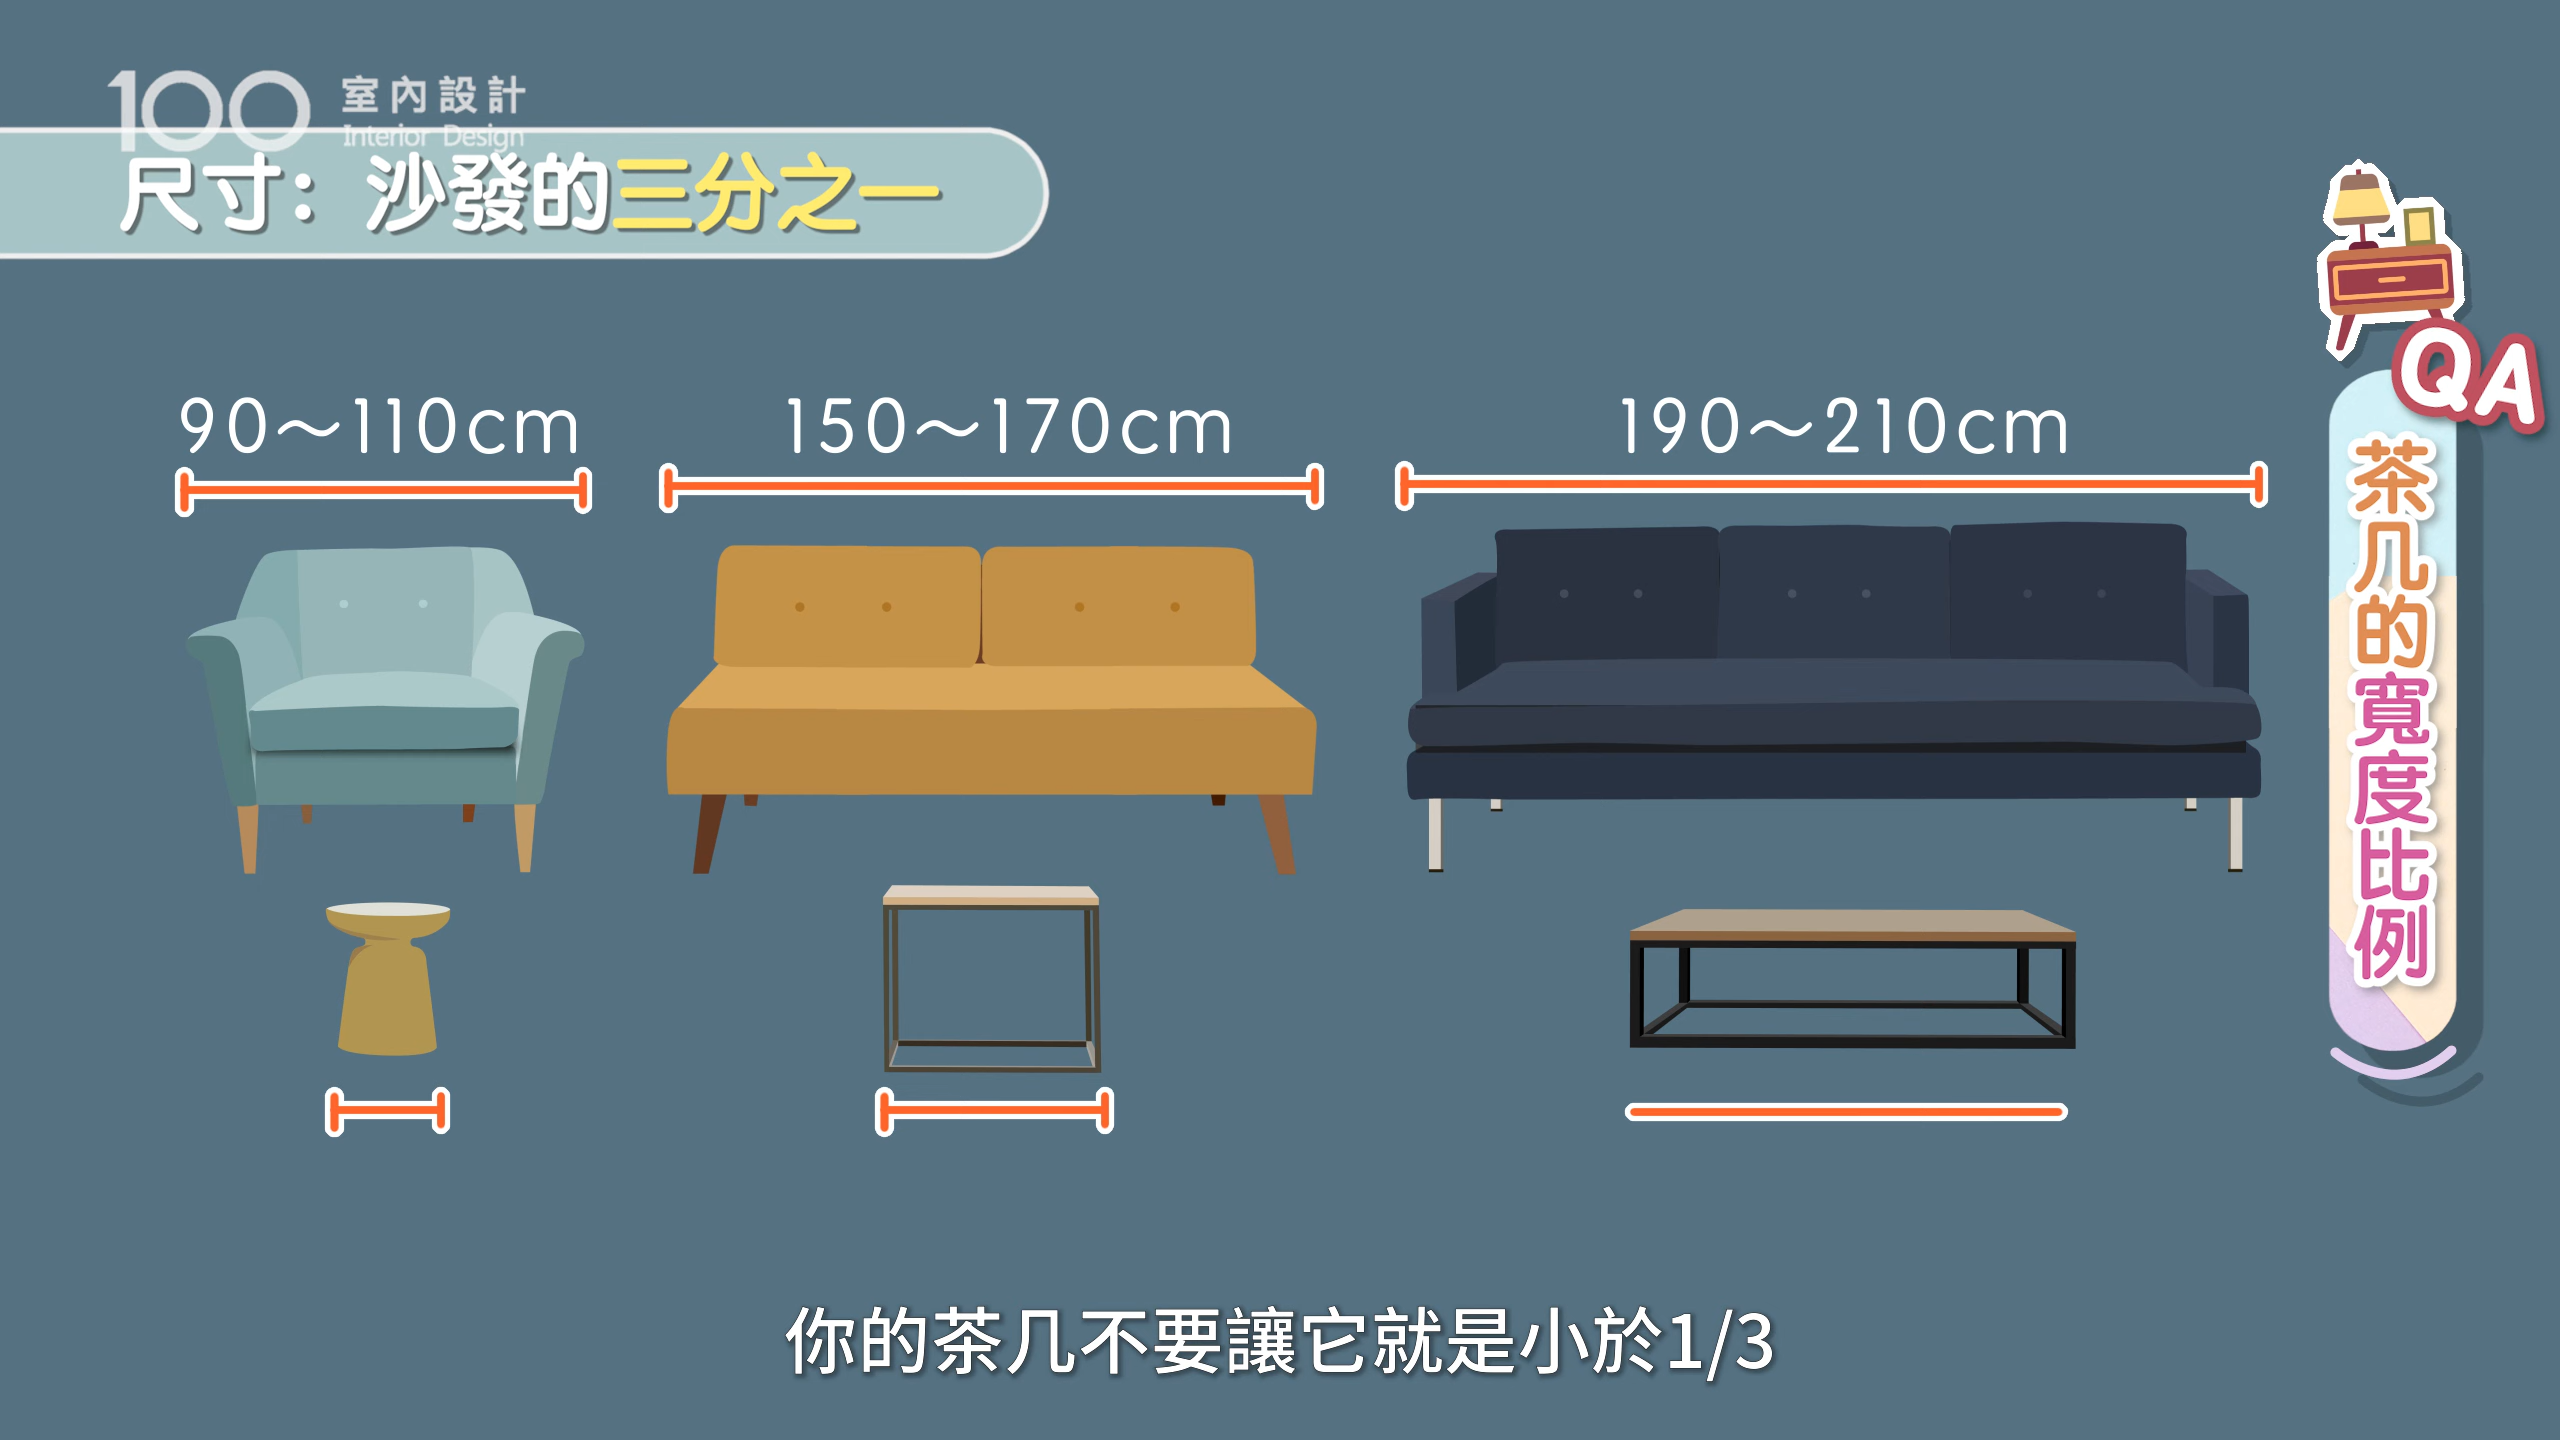 100 室內設計
Interior Design
尺寸：沙發的三分之一
90～110cm
150～170cm
190～210cm
QA
茶几的寬度比例
你的茶几不要讓它就是小於1/3